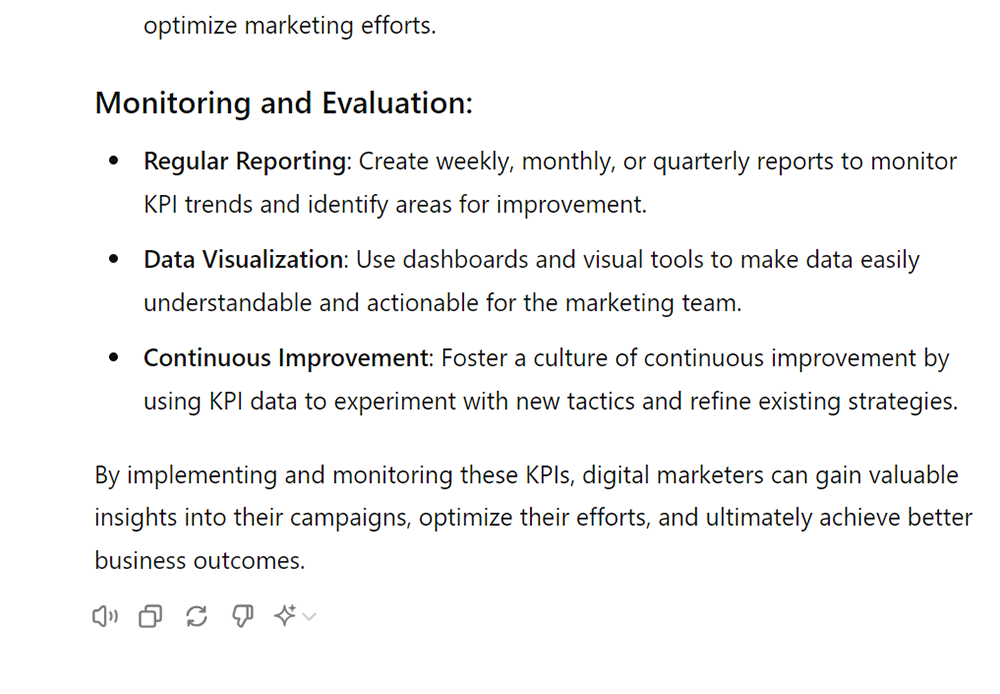 optimize marketing efforts.
Monitoring and Evaluation:
Regular Reporting: Create weekly, monthly, or quarterly reports to monitor
KPI trends and identify areas for improvement.
Data Visualization: Use dashboards and visual tools to make data easily
understandable and actionable for the marketing team.
Continuous Improvement: Foster a culture of continuous improvement by
using KPI data to experiment with new tactics and refine existing strategies.
By implementing and monitoring these KPIs, digital marketers can gain valuable
insights into their campaigns, optimize their efforts, and ultimately achieve better
business outcomes.